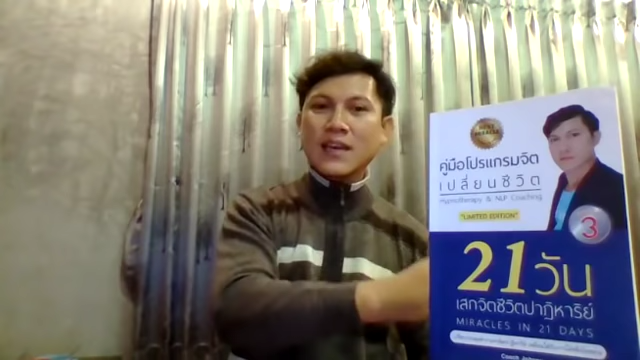 คู่มือโปรแกรมจิต
เปลี่ยนชีวิต
Hypnotherapy & NLP Coaching
"LIMITED EDITION"
3
21 วัน
เสกจิตชีวิตปาฏิหาริย์
MIRACLES IN 21 DAYS
Coach